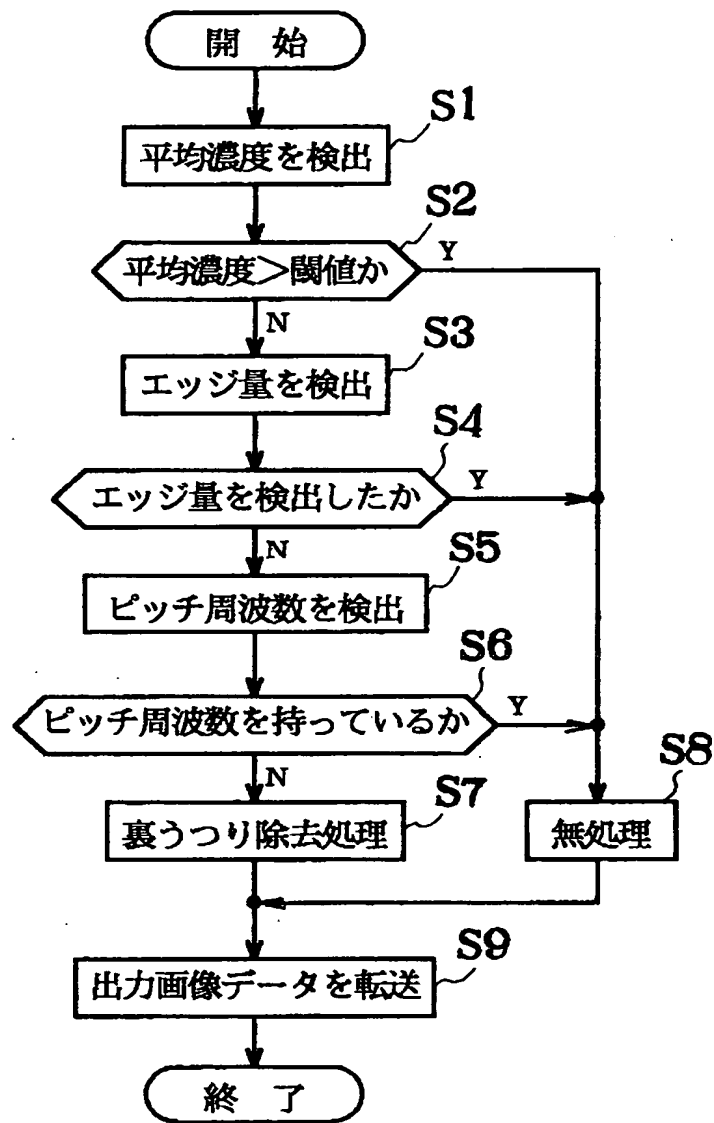 開 始
S1
平均濃度を検出
S2
平均濃度>閾値か
Y
N
S3
エッジ量を検出
S4
エッジ量を検出したか
Y
N
S5
ピッチ周波数を検出
S6
ピッチ周波数を持っているか
Y
N
S7
裏うつり除去処理
S8
無処理
S9
出力画像データを転送
終 了